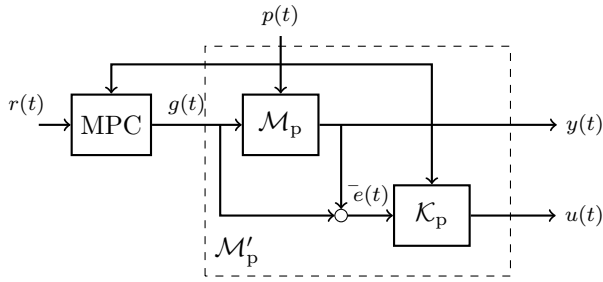 p(t)
r(t)
MPC
g(t)
𝓜ₚ
y(t)
‾
e(t)
𝒦ₚ
u(t)
𝓜′ₚ